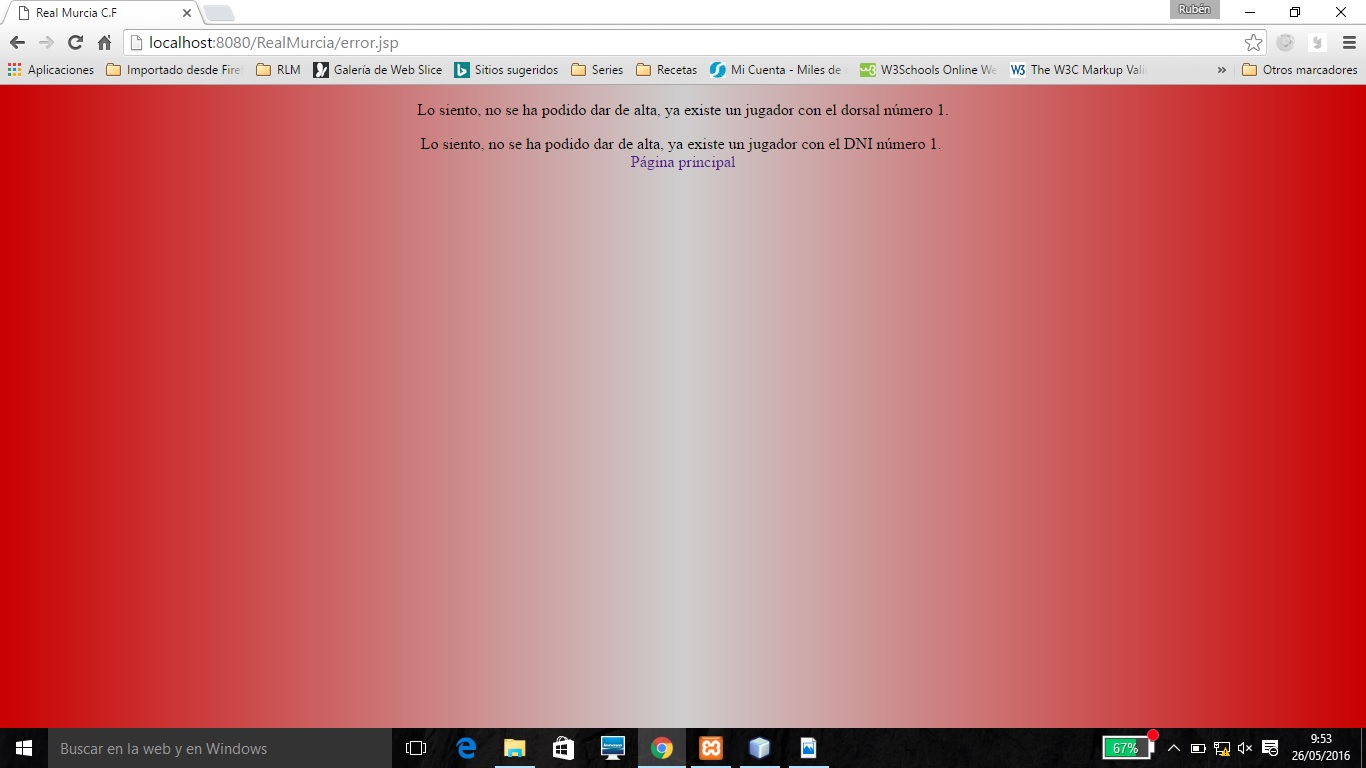 Real Murcia C.F
Rubén
localhost:8080/RealMurcia/error.jsp
Aplicaciones
Importado desde Firef
RLM
Galería de Web Slice
Sitios sugeridos
Series
Recetas
Mi Cuenta - Miles de
W3Schools Online We
The W3C Markup Vali
»
Otros marcadores
Lo siento, no se ha podido dar de alta, ya existe un jugador con el dorsal número 1.
Lo siento, no se ha podido dar de alta, ya existe un jugador con el DNI número 1.
Página principal
Buscar en la web y en Windows
67%
9:53
26/05/2016